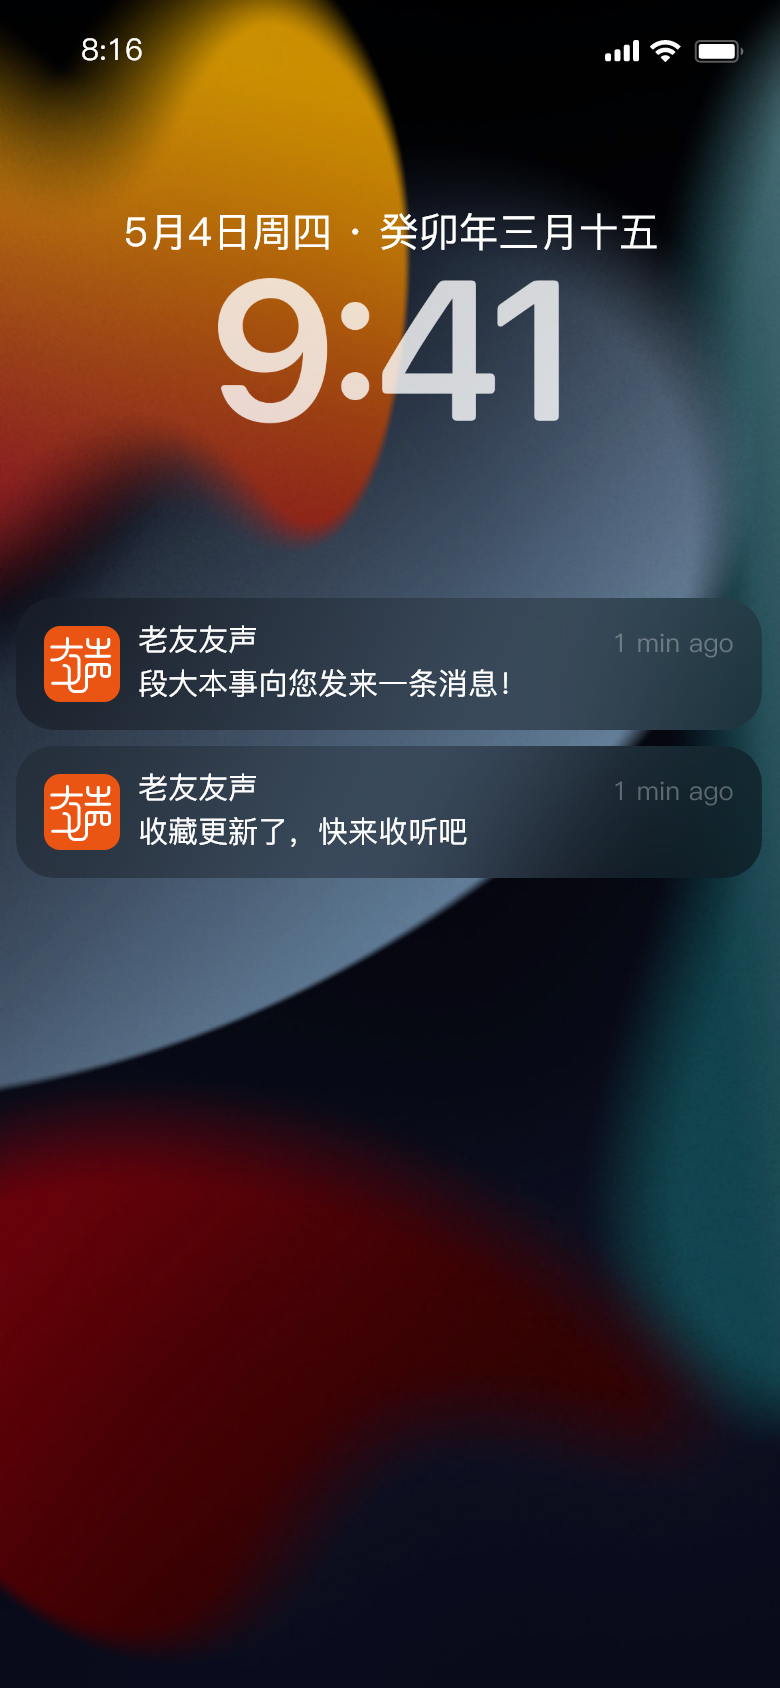 8:16
5月4日周四 · 癸卯年三月十五
9:41
老友友声
1 min ago
段大本事向您发来一条消息！
老友友声
1 min ago
收藏更新了，快来收听吧